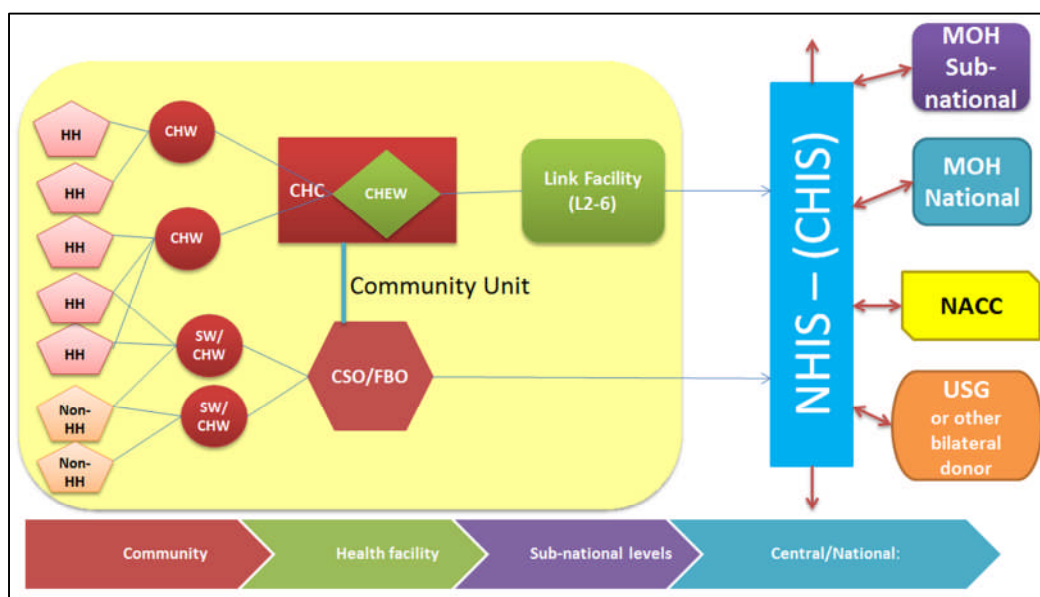 HH
HH
HH
HH
HH
Non-
HH
Non-
HH
CHW
CHW
SW/
CHW
SW/
CHW
CHC
CHEW
Community Unit
CSO/FBO
Link Facility
(L2-6)
NHIS – (CHIS)
MOH
Sub-
national
MOH
National
NACC
USG
or other
bilateral
donor
Community
Health facility
Sub-national levels
Central/National: